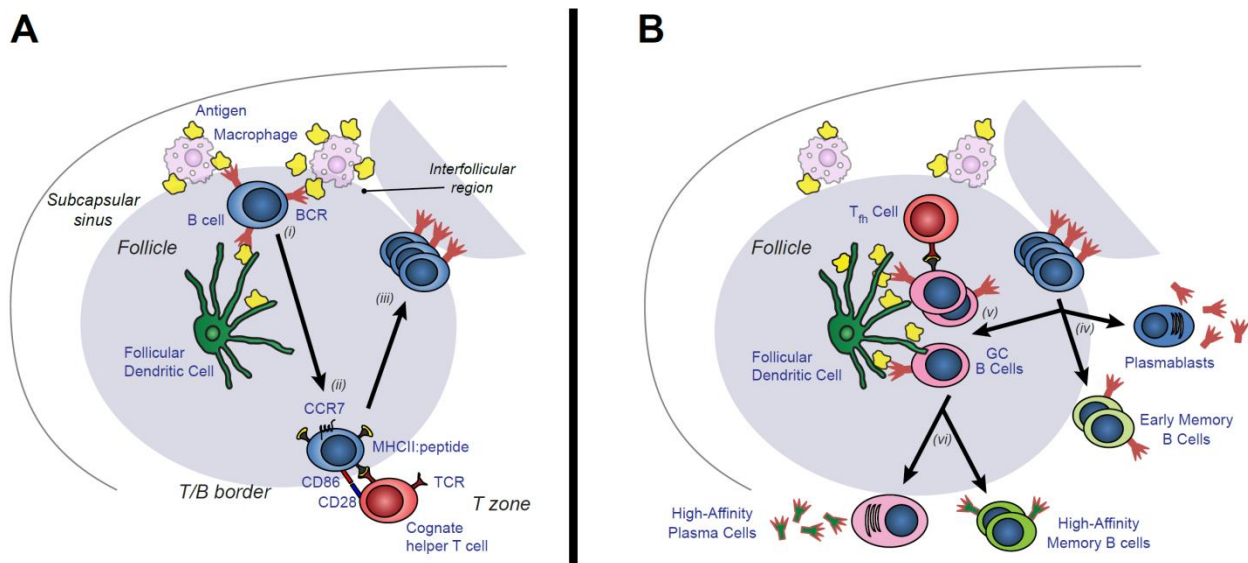 A
Antigen
Macrophage
Interfollicular
region
Subcapsular
sinus
B cell
BCR
(i)
Follicle
(iii)
Follicular
Dendritic Cell
(ii)
CCR7
MHCII:peptide
CD86
TCR
T/B border
CD28
T zone
Cognate
helper T cell
B
Tfh Cell
Follicle
(v)
(iv)
Plasmablasts
Follicular
Dendritic Cell
GC
B Cells
Early Memory
B Cells
(vi)
High-Affinity
Plasma Cells
High-Affinity
Memory B cells